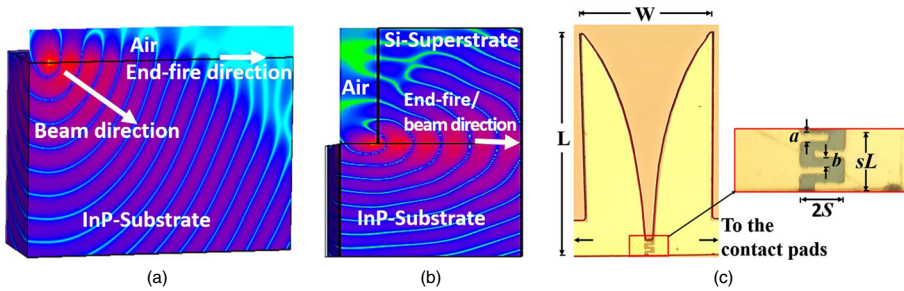 Air
End-fire direction
Beam direction
InP-Substrate
(a)
Si-Superstrate
Air
End-fire/
beam direction
InP-Substrate
(b)
W
L
a
b
sL
2S
To the
contact pads
(c)